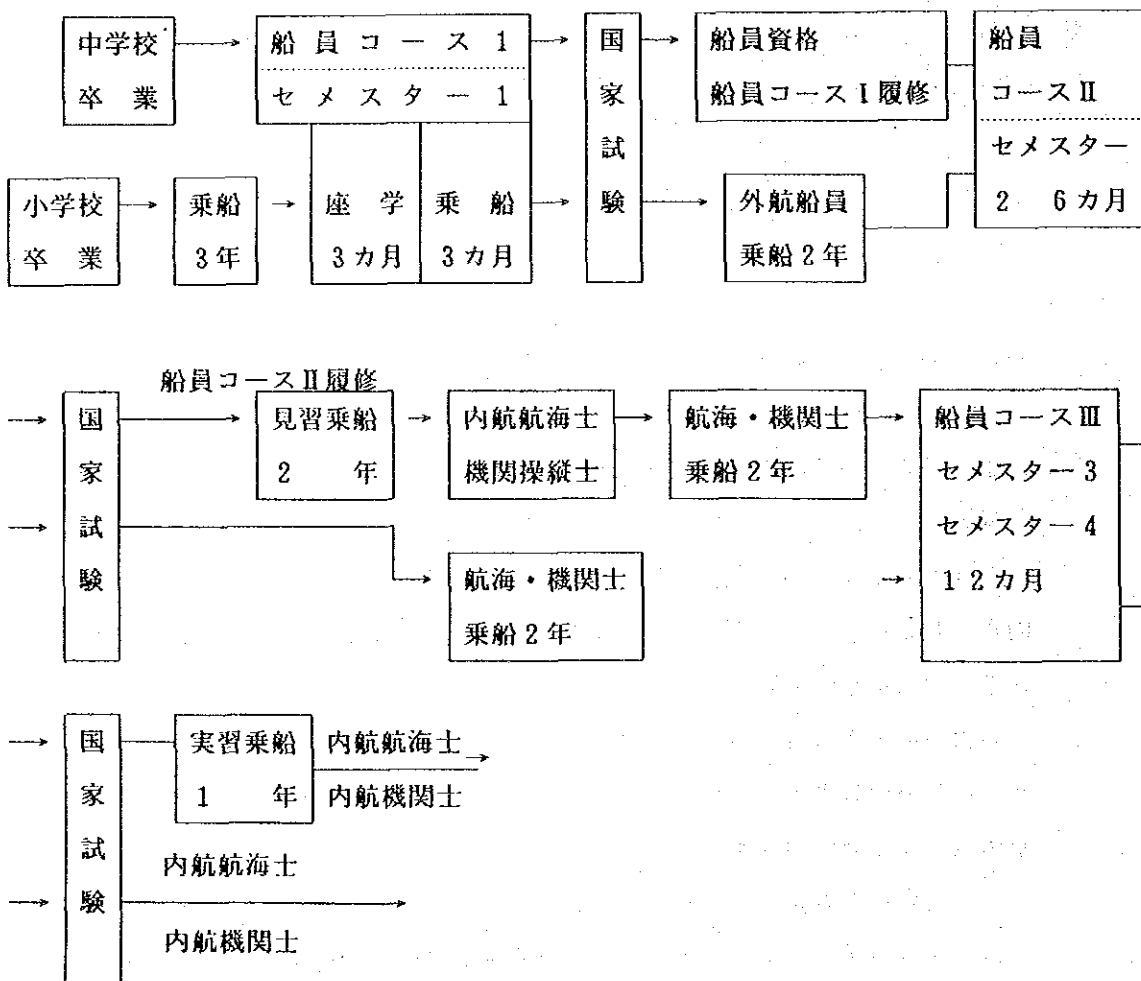 中学校
卒 業
船 員 コ ー ス 1
セ メ ス タ ー 1
座 学
3カ月
乗 船
3カ月
小学校
卒 業
乗船
3年
国
家
試
験
船員資格
船員コースⅠ履修
外航船員
乗船2年
船員
コースⅡ
セメスター
2 6カ月
船員コースⅡ履修
国
家
試
験
見習乗船
2 年
内航航海士
機関操縦士
航海・機関士
乗船2年
航海・機関士
乗船2年
船員コースⅢ
セメスター3
セメスター4
12カ月
国
家
試
験
実習乗船
1 年
内航航海士
内航機関士
内航航海士
内航機関士